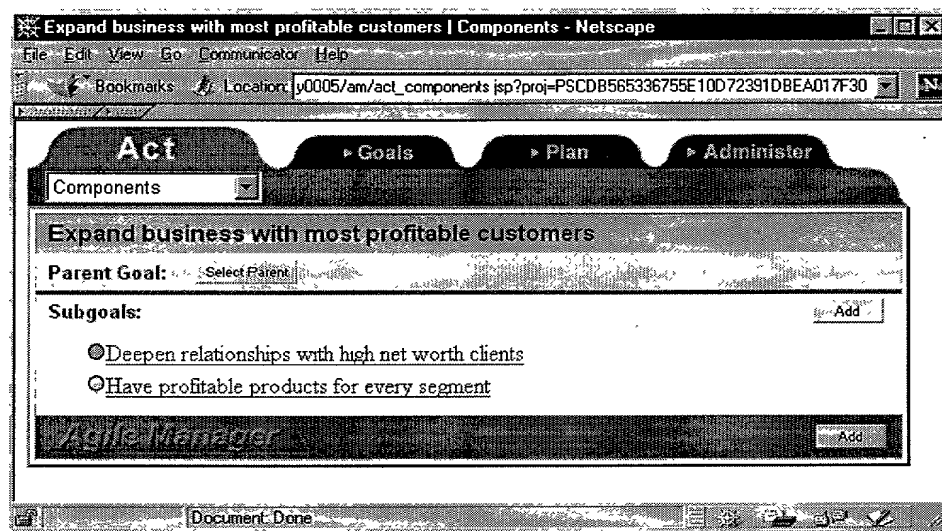 Expand business with most profitable customers | Components - Netscape
File Edit View Go Communicator Help
Bookmarks Location: y0005/am/act_components jsp?proj=PSCDB565336755E10D72391DBEA017F30 N
Act Goals Plan Administer
Components
Expand business with most profitable customers
Parent Goal: Select Parent
Subgoals: Add
Deepen relationships with high net worth clients
Have profitable products for every segment
Agile Manager Add
Document: Done